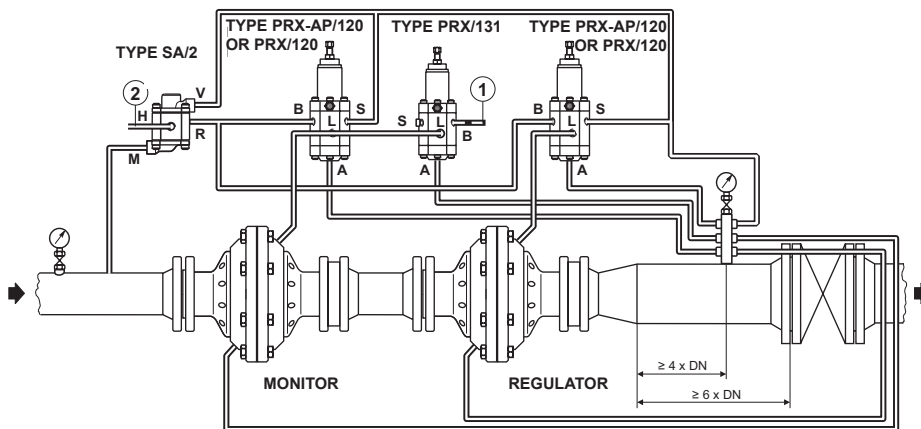 TYPE PRX-AP/120
OR PRX/120
TYPE PRX/131
TYPE PRX-AP/120
OR PRX/120
TYPE SA/2
2
V
H
R
M
B
S
L
A
S
L
B
A
1
B
S
L
A
MONITOR
REGULATOR
≥ 4 x DN
≥ 6 x DN